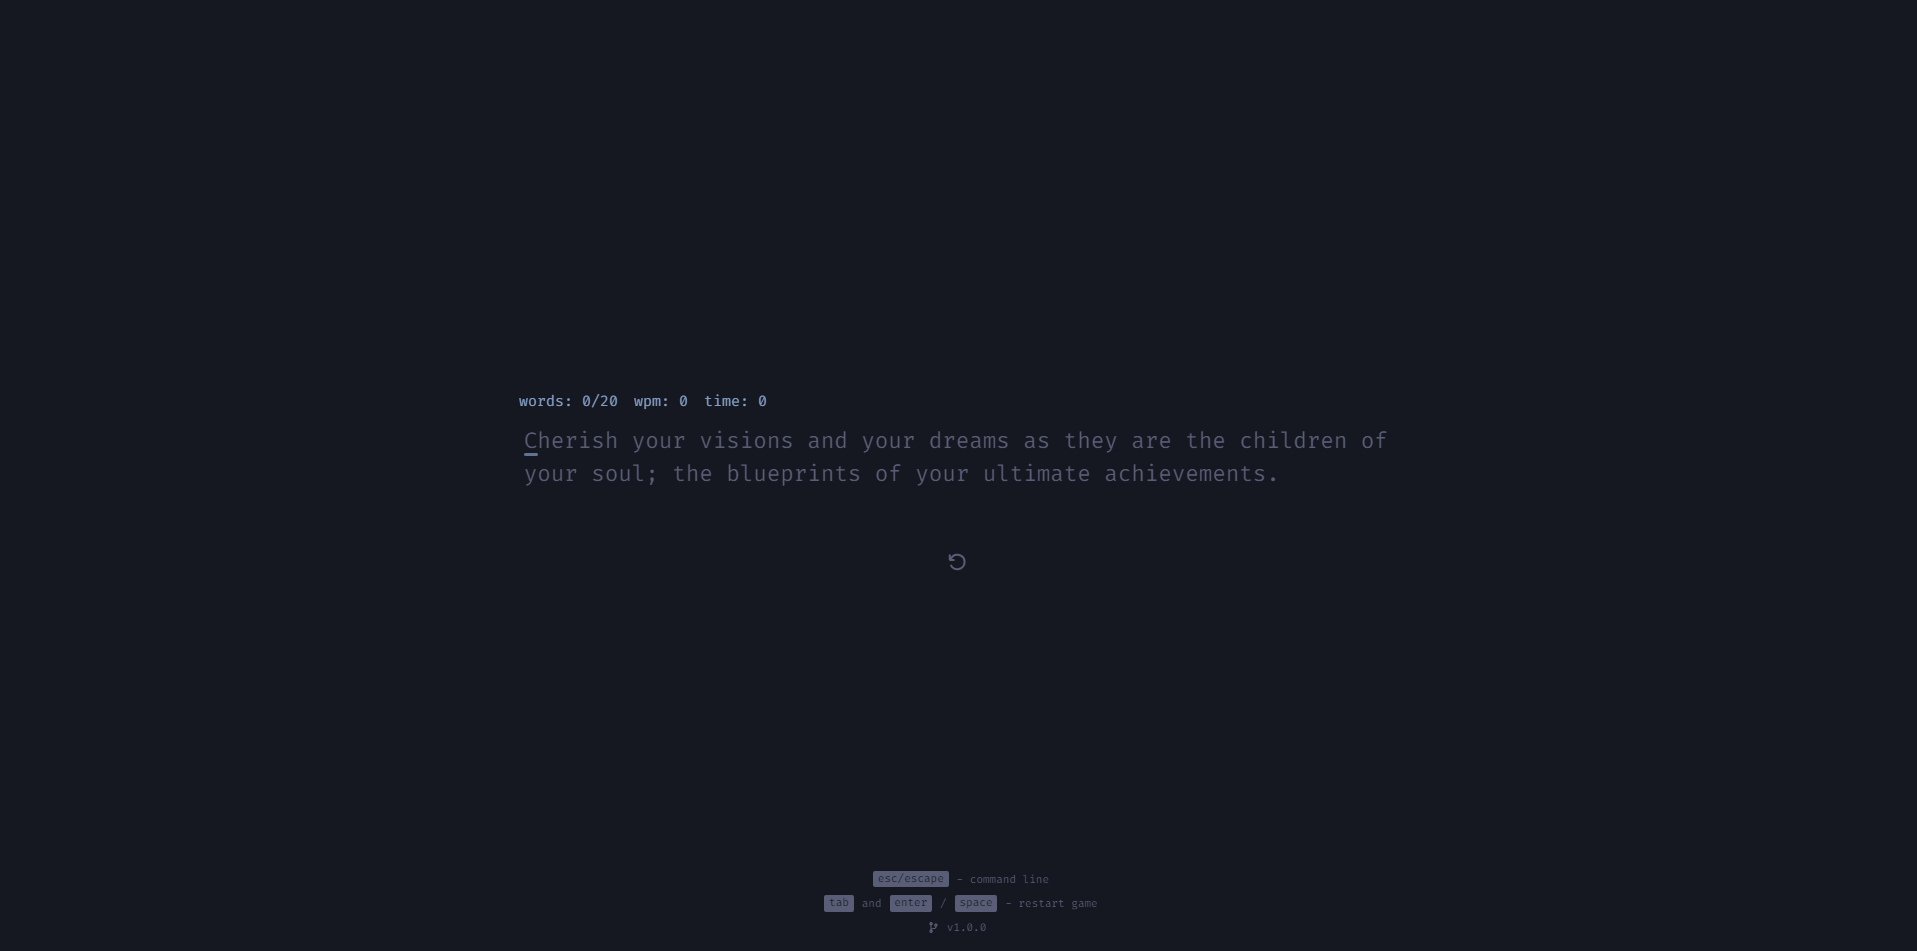 words: 0/20 wpm: 0 time: 0
Cherish your visions and your dreams as they are the children of
your soul; the blueprints of your ultimate achievements.
esc/escape - command line
tab and enter / space - restart game
v1.0.0